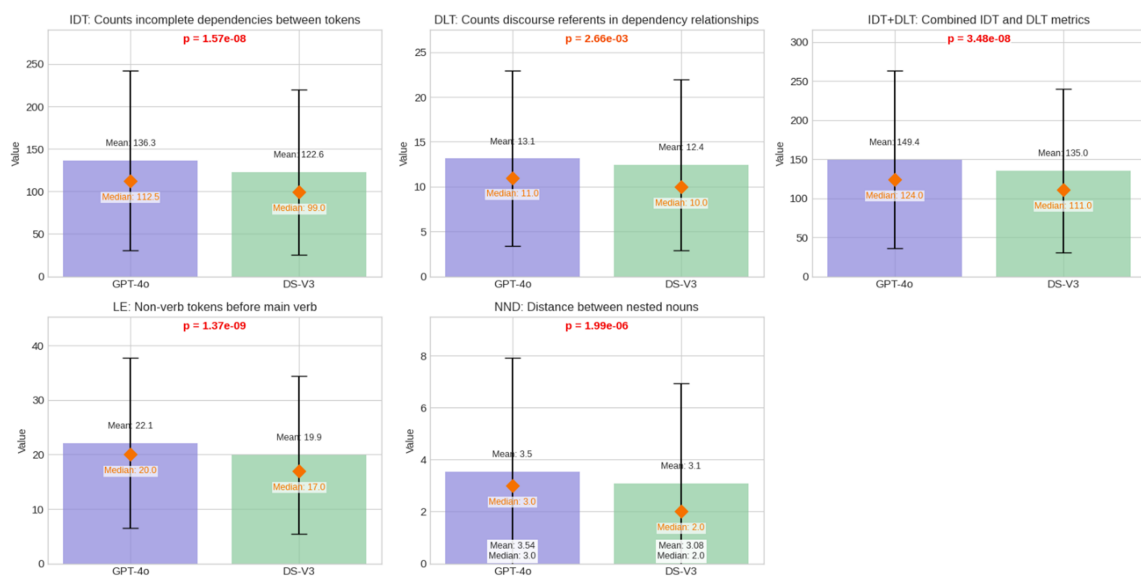 IDT: Counts incomplete dependencies between tokens
p = 1.57e-08
Value
250
200
150
100
50
0
Mean: 136.3
Median: 112.5
Mean: 122.6
Median: 99.0
GPT-4o
DS-V3
DLT: Counts discourse referents in dependency relationships
p = 2.66e-03
Value
25
20
15
10
5
0
Mean: 13.1
Median: 11.0
Mean: 12.4
Median: 10.0
GPT-4o
DS-V3
IDT+DLT: Combined IDT and DLT metrics
p = 3.48e-08
Value
300
250
200
150
100
50
0
Mean: 149.4
Median: 124.0
Mean: 135.0
Median: 111.0
GPT-4o
DS-V3
LE: Non-verb tokens before main verb
p = 1.37e-09
Value
40
30
20
10
0
Mean: 22.1
Median: 20.0
Mean: 19.9
Median: 17.0
GPT-4o
DS-V3
NND: Distance between nested nouns
p = 1.99e-06
Value
8
6
4
2
0
Mean: 3.5
Median: 3.0
Mean: 3.54
Median: 3.0
Mean: 3.1
Median: 2.0
Mean: 3.08
Median: 2.0
GPT-4o
DS-V3